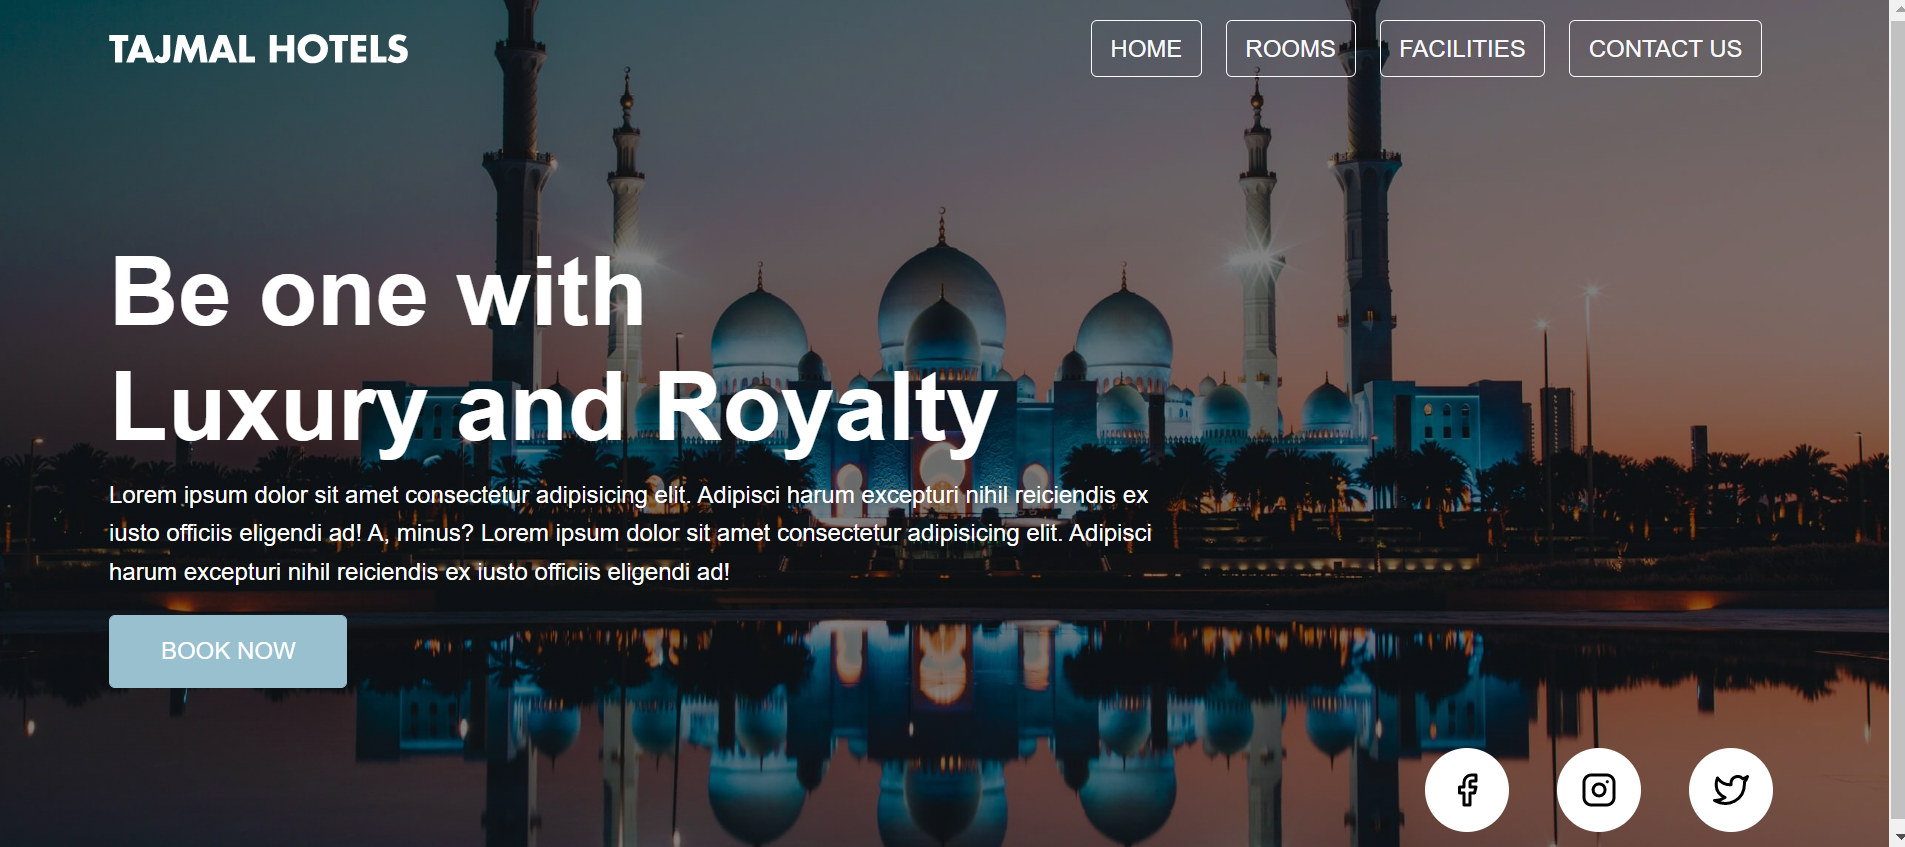 TAJMAL HOTELS
HOME
ROOMS
FACILITIES
CONTACT US
Be one with
Luxury and Royalty
Lorem ipsum dolor sit amet consectetur adipisicing elit. Adipisci harum excepturi nihil reiciendis ex
iusto officiis eligendi ad! A, minus? Lorem ipsum dolor sit amet consectetur adipisicing elit. Adipisci
harum excepturi nihil reiciendis ex iusto officiis eligendi ad!
BOOK NOW